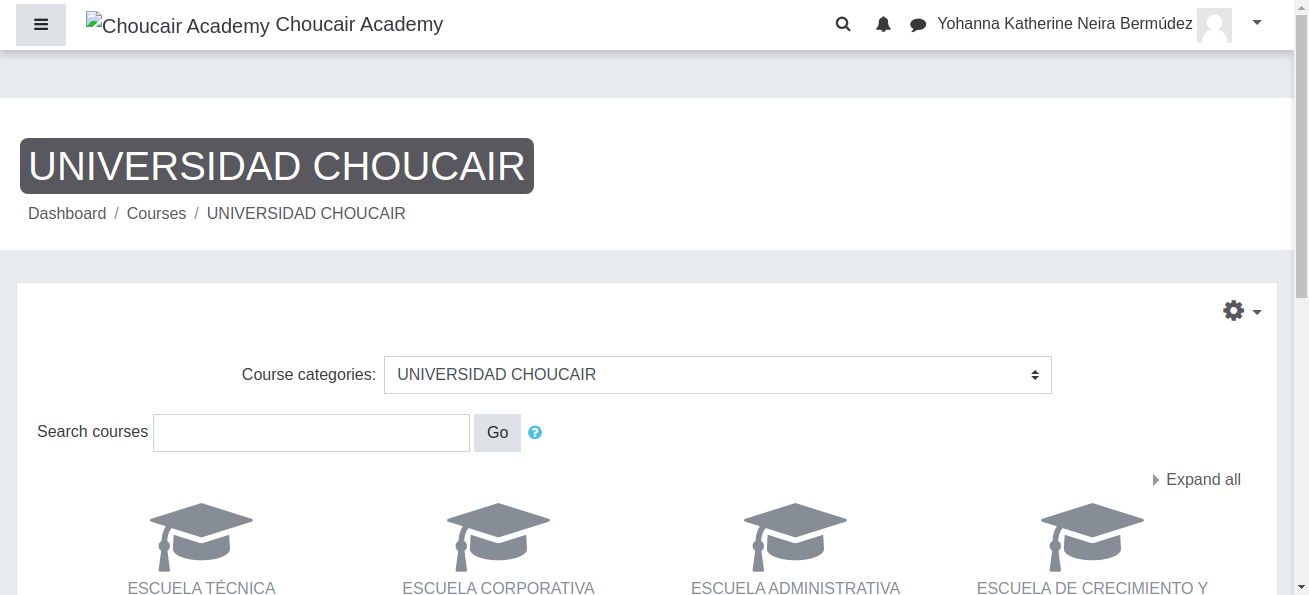 Choucair Academy Choucair Academy
Yohanna Katherine Neira Bermúdez
UNIVERSIDAD CHOUCAIR
Dashboard / Courses / UNIVERSIDAD CHOUCAIR
Course categories: UNIVERSIDAD CHOUCAIR
Search courses Go ?
Expand all
ESCUELA TÉCNICA
ESCUELA CORPORATIVA
ESCUELA ADMINISTRATIVA
ESCUELA DE CRECIMIENTO Y